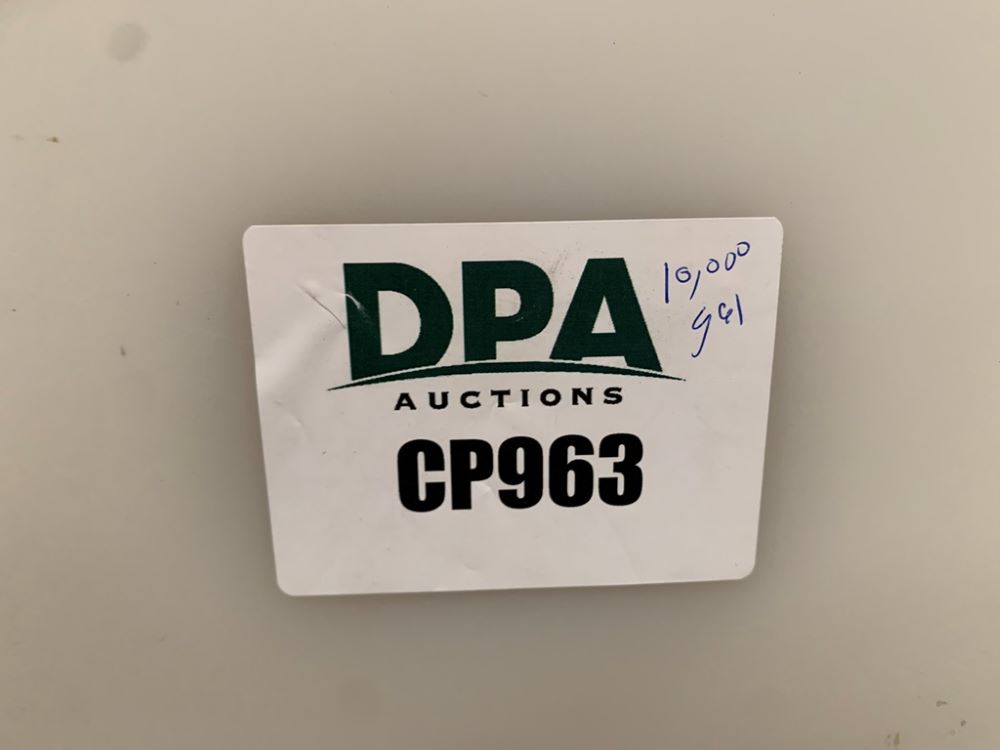 DPA
AUCTIONS
10,000
gal
CP963